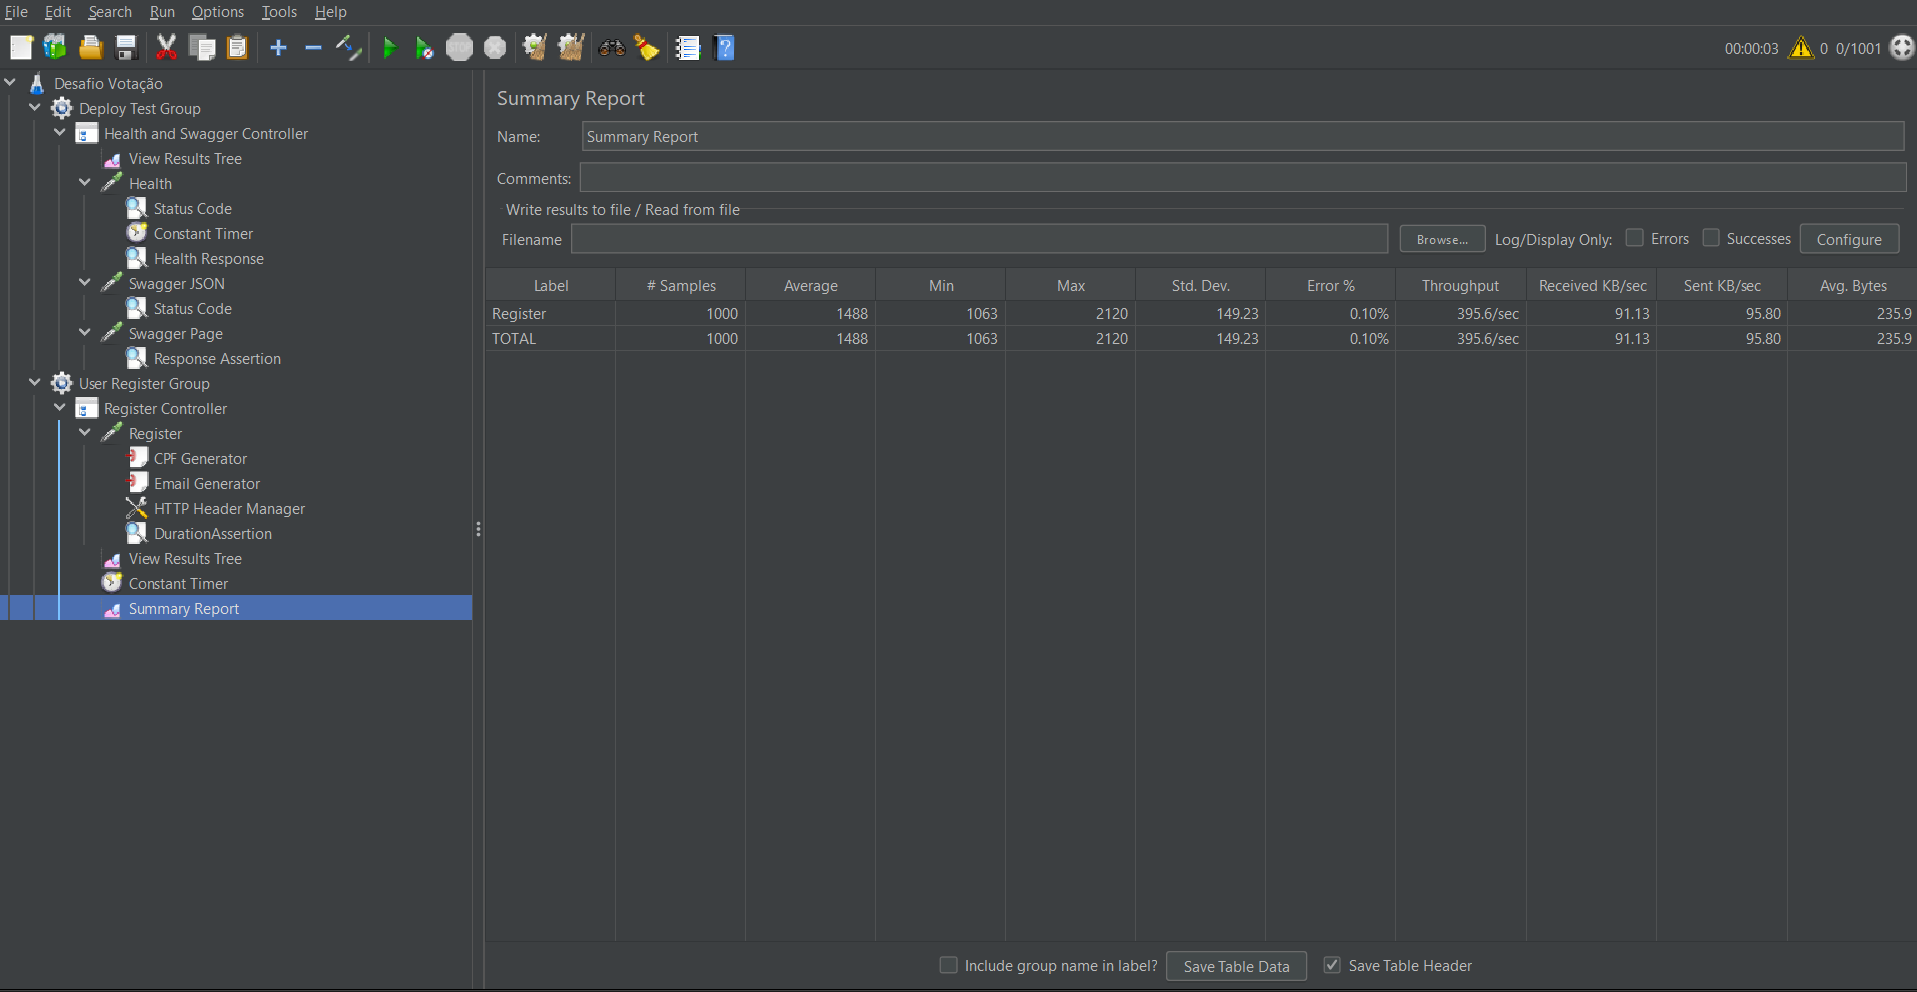 File Edit Search Run Options Tools Help
STOP
00:00:03 0 0/1001
Desafio Votação
Deploy Test Group
Health and Swagger Controller
View Results Tree
Health
Status Code
Constant Timer
Health Response
Swagger JSON
Status Code
Swagger Page
Response Assertion
User Register Group
Register Controller
Register
CPF Generator
Email Generator
HTTP Header Manager
DurationAssertion
View Results Tree
Constant Timer
Summary Report
Summary Report
Name: Summary Report
Comments:
Write results to file / Read from file
Filename Browse... Log/Display Only: Errors Successes Configure
Label # Samples Average Min Max Std. Dev. Error % Throughput Received KB/sec Sent KB/sec Avg. Bytes
Register 1000 1488 1063 2120 149.23 0.10% 395.6/sec 91.13 95.80 235.9
TOTAL 1000 1488 1063 2120 149.23 0.10% 395.6/sec 91.13 95.80 235.9
Include group name in label? Save Table Data Save Table Header